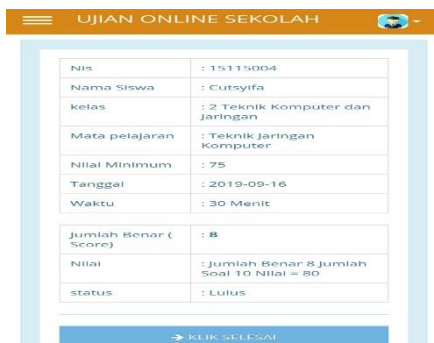 UJIAN ONLINE SEKOLAH
Nis : 15115004
Nama Siswa : Cutsyifa
kelas : 2 Teknik Komputer dan
Jaringan
Mata pelajaran : Teknik Jaringan
Komputer
Nilai Minimum : 75
Tanggal : 2019-09-16
Waktu : 30 Menit
Jumlah Benar ( : 8
Score)
Nilai : Jumlah Benar 8 Jumlah
Soal 10 Nilai = 80
status : Lulus
KLIK SELESAI